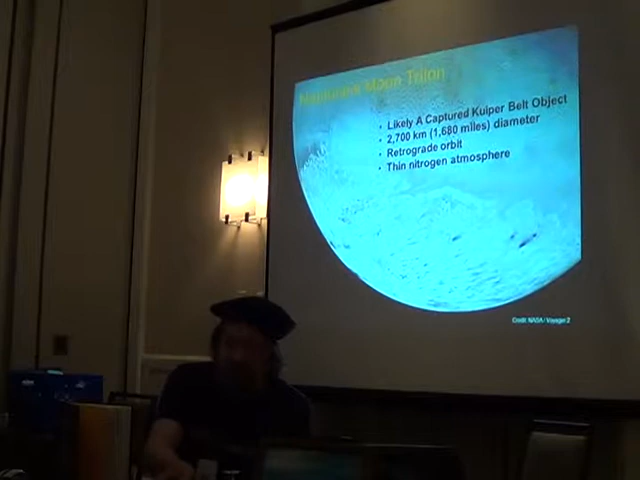 Neptune's Moon Triton
• Likely A Captured Kuiper Belt Object
• 2,700 km (1,680 miles) diameter
• Retrograde orbit
• Thin nitrogen atmosphere
Credit: NASA / Voyager 2